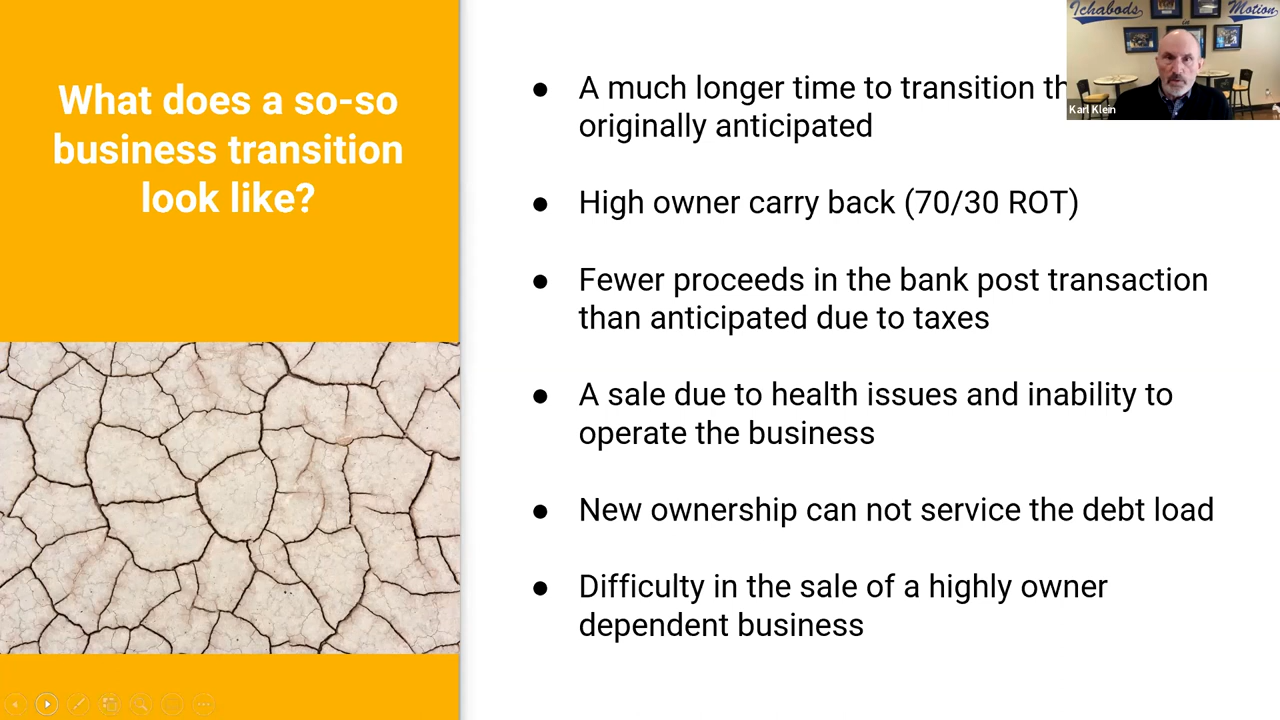 What does a so-so
business transition
look like?
● A much longer time to transition
originally anticipated
● High owner carry back (70/30 ROT)
● Fewer proceeds in the bank post transaction
than anticipated due to taxes
● A sale due to health issues and inability to
operate the business
● New ownership can not service the debt load
● Difficulty in the sale of a highly owner
dependent business
Ichabods in Motion
Karl Klein